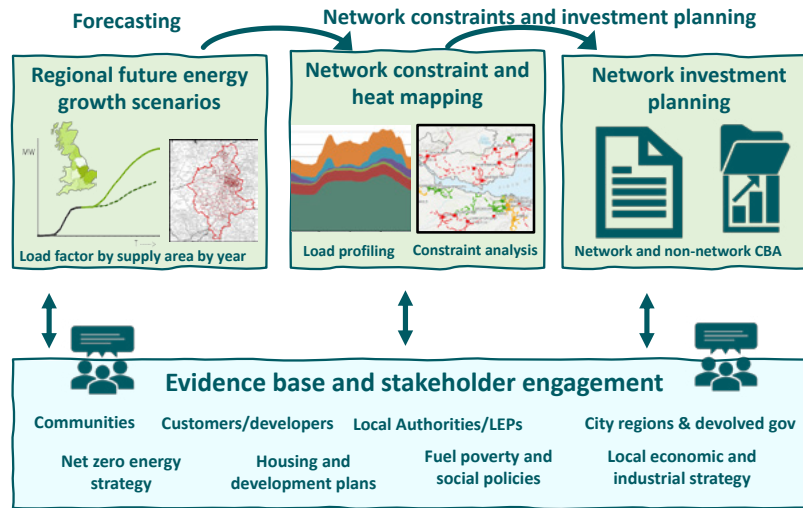 Forecasting
Network constraints and investment planning
Regional future energy
growth scenarios
MW
T
Load factor by supply area by year
Network constraint and
heat mapping
Load profiling
Constraint analysis
Network investment
planning
Network and non-network CBA
Evidence base and stakeholder engagement
Communities
Customers/developers
Local Authorities/LEPs
City regions & devolved gov
Net zero energy
strategy
Housing and
development plans
Fuel poverty and
social policies
Local economic and
industrial strategy